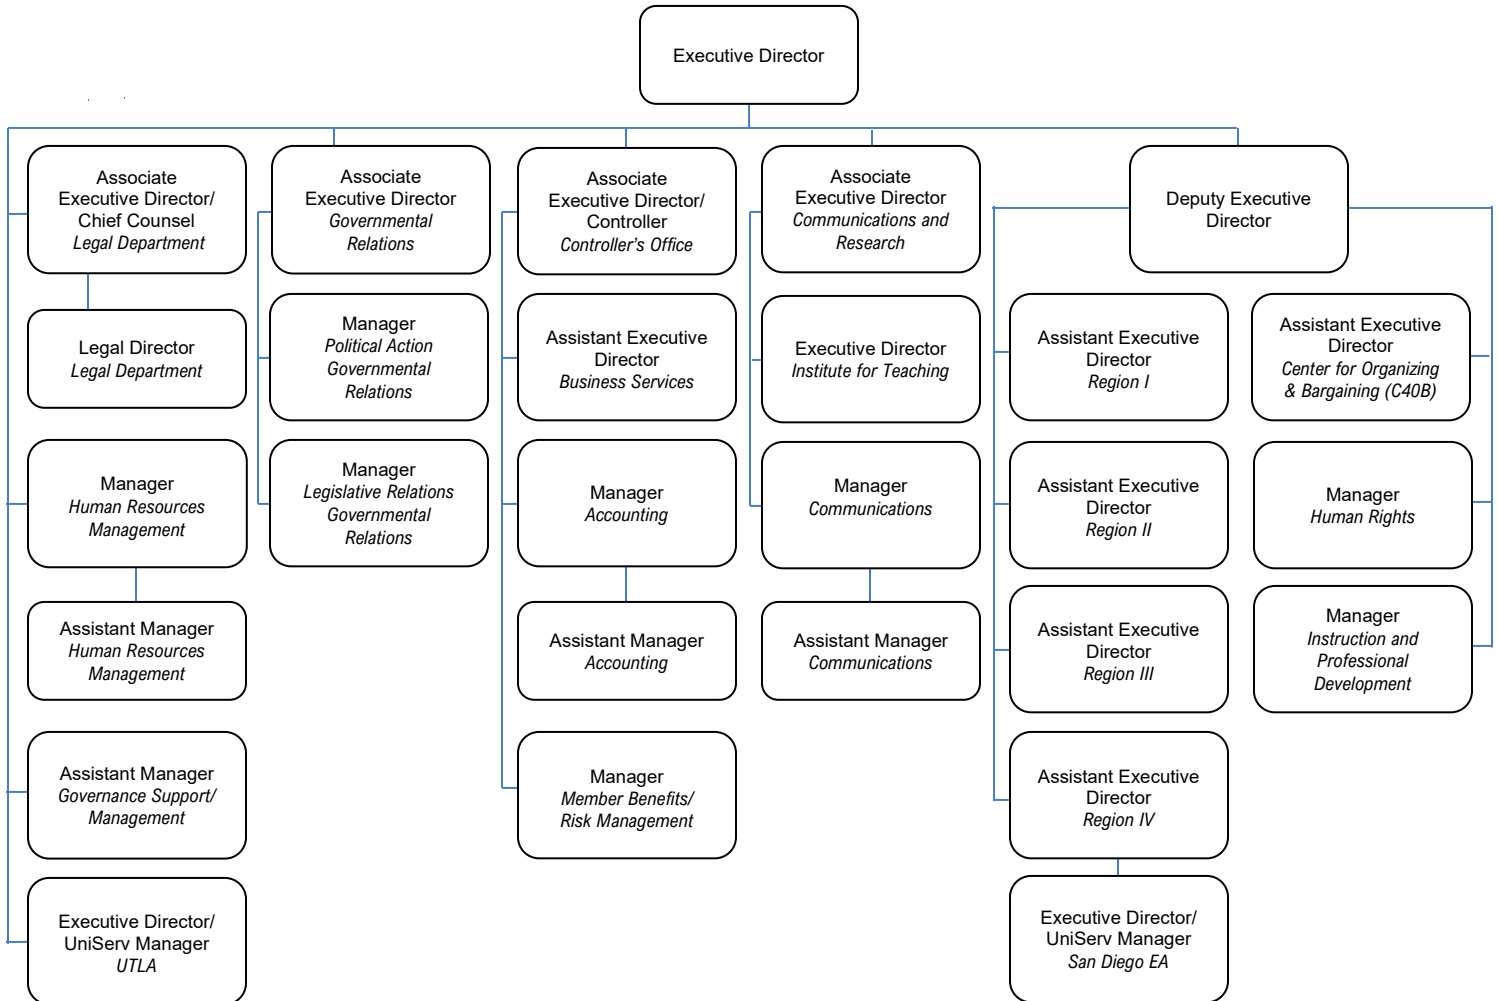 Executive Director
Associate
Executive Director/
Chief Counsel
Legal Department
Associate
Executive Director
Governmental
Relations
Associate
Executive Director/
Controller
Controller's Office
Associate
Executive Director
Communications and
Research
Deputy Executive
Director
Legal Director
Legal Department
Manager
Political Action
Governmental
Relations
Assistant Executive
Director
Business Services
Executive Director
Institute for Teaching
Assistant Executive
Director
Region I
Assistant Executive
Director
Center for Organizing
& Bargaining (C4OB)
Manager
Human Resources
Management
Manager
Legislative Relations
Governmental
Relations
Manager
Accounting
Manager
Communications
Assistant Executive
Director
Region II
Manager
Human Rights
Assistant Manager
Human Resources
Management
Assistant Manager
Accounting
Assistant Manager
Communications
Assistant Executive
Director
Region III
Manager
Instruction and
Professional
Development
Assistant Manager
Governance Support/
Management
Manager
Member Benefits/
Risk Management
Assistant Executive
Director
Region IV
Executive Director/
UniServ Manager
UTLA
Executive Director/
UniServ Manager
San Diego EA